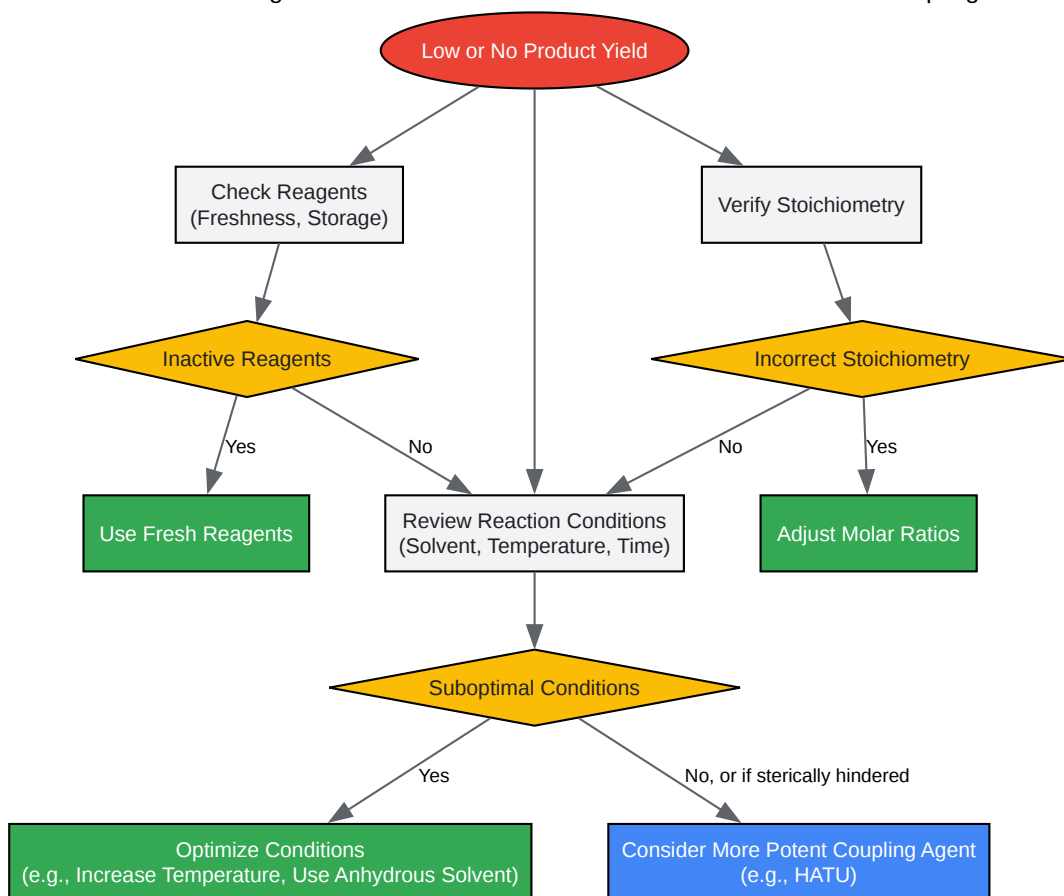 Low or No Product Yield
Check Reagents
(Freshness, Storage)
Verify Stoichiometry
Inactive Reagents
Incorrect Stoichiometry
Yes
No
No
Yes
Use Fresh Reagents
Review Reaction Conditions
(Solvent, Temperature, Time)
Adjust Molar Ratios
Suboptimal Conditions
Yes
No, or if sterically hindered
Optimize Conditions
(e.g., Increase Temperature, Use Anhydrous Solvent)
Consider More Potent Coupling Agent
(e.g., HATU)